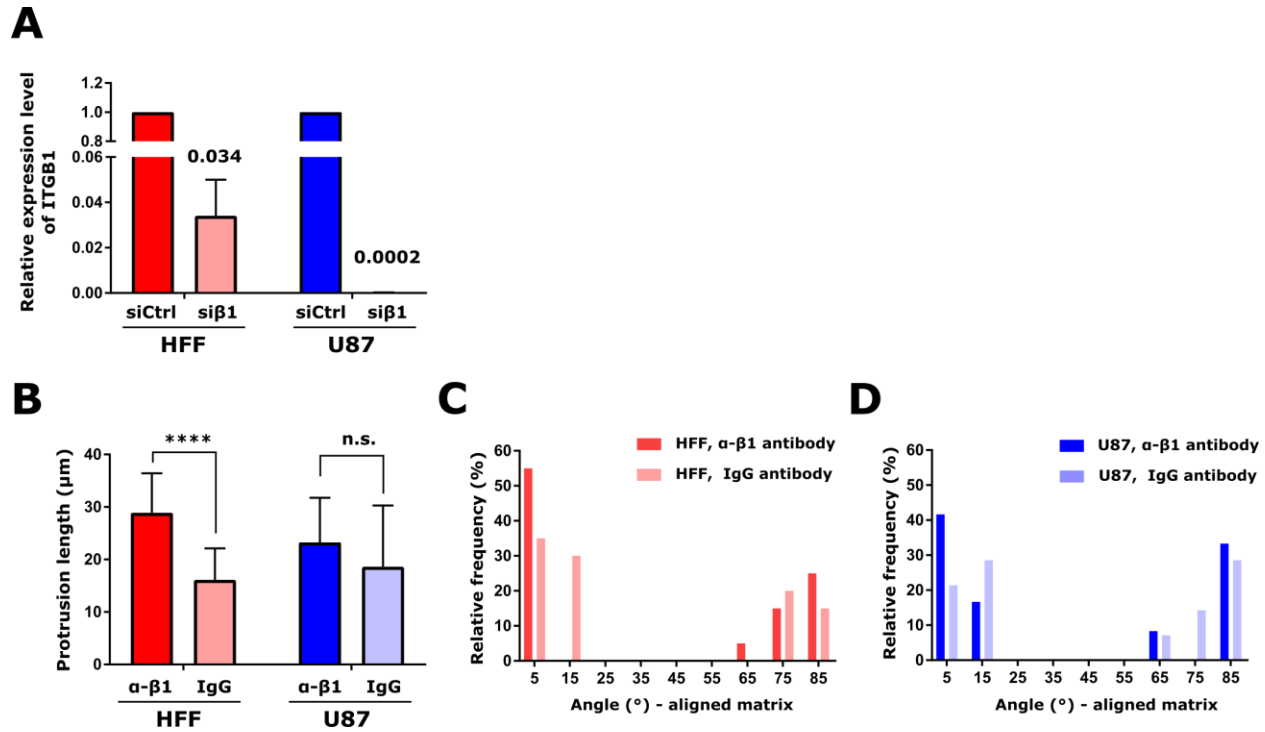 A
Relative expression level
of ITGB1
1.2
1.0
0.8
0.06
0.04
0.02
0.00
0.034
0.0002
siCtrl siβ1 siCtrl siβ1
HFF U87
B
Protrusion length (μm)
40
30
20
10
0
**** n.s.
α-β1 IgG α-β1 IgG
HFF U87
C
HFF, α-β1 antibody
HFF, IgG antibody
Relative frequency (%)
60
50
40
30
20
10
0
5 15 25 35 45 55 65 75 85
Angle (°) - aligned matrix
D
U87, α-β1 antibody
U87, IgG antibody
Relative frequency (%)
60
50
40
30
20
10
0
5 15 25 35 45 55 65 75 85
Angle (°) - aligned matrix